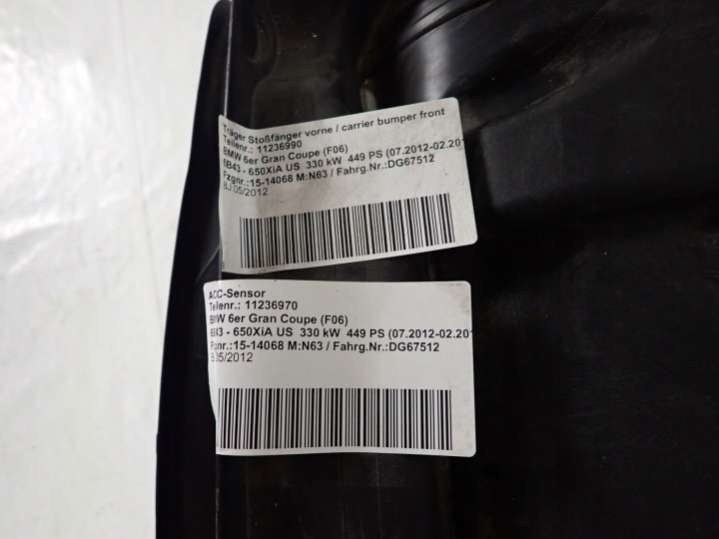 Träger Stoßfänger vorne / carrier bumper front
Teilenr.: 11236990
BMW 6er Gran Coupe (F06)
6B43 - 650XiA US 330 kW 449 PS (07.2012-02.201
Fzgnr.:15-14068 M:N63 / Fahrg.Nr.:DG67512
BJ:05/2012
ACC-Sensor
Teilenr.: 11236970
BMW 6er Gran Coupe (F06)
6B43 - 650XiA US 330 kW 449 PS (07.2012-02.201
Fzgnr.:15-14068 M:N63 / Fahrg.Nr.:DG67512
05/2012